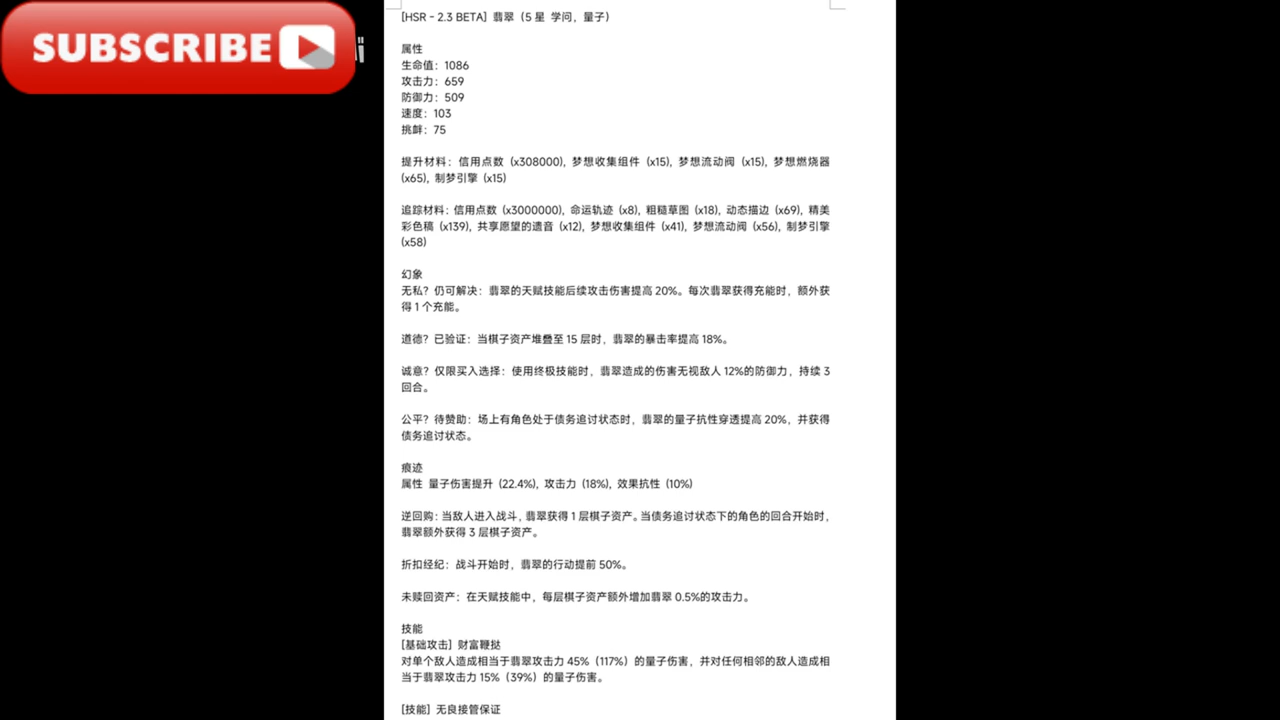 SUBSCRIBE
[HSR - 2.3 BETA] 翡翠（5 星 学问，量子）
属性
生命值：1086
攻击力：659
防御力：509
速度：103
挑衅：75
提升材料：信用点数 (x308000), 梦想收集组件 (x15), 梦想流动阀 (x15), 梦想燃烧器
(x65), 制梦引擎 (x15)
追踪材料：信用点数 (x3000000), 命运轨迹 (x8), 粗糙草图 (x18), 动态描边 (x69), 精美
彩色稿 (x139), 共享愿望的遗音 (x12), 梦想收集组件 (x41), 梦想流动阀 (x56), 制梦引擎
(x58)
幻象
无私？仍可解决：翡翠的天赋技能后续攻击伤害提高 20%。每次翡翠获得充能时，额外获
得 1 个充能。
道德？已验证：当棋子资产堆叠至 15 层时，翡翠的暴击率提高 18%。
诚意？仅限买入选择：使用终极技能时，翡翠造成的伤害无视敌人 12%的防御力，持续 3
回合。
公平？待赞助：场上有角色处于债务追讨状态时，翡翠的量子抗性穿透提高 20%，并获得
债务追讨状态。
痕迹
属性 量子伤害提升 (22.4%), 攻击力 (18%), 效果抗性 (10%)
逆回购：当敌人进入战斗，翡翠获得 1 层棋子资产。当债务追讨状态下的角色的回合开始时，
翡翠额外获得 3 层棋子资产。
折扣经纪：战斗开始时，翡翠的行动提前 50%。
未赎回资产：在天赋技能中，每层棋子资产额外增加翡翠 0.5%的攻击力。
技能
[基础攻击] 财富鞭挞
对单个敌人造成相当于翡翠攻击力 45%（117%）的量子伤害，并对任何相邻的敌人造成相
当于翡翠攻击力 15%（39%）的量子伤害。
[技能] 无良接管保证